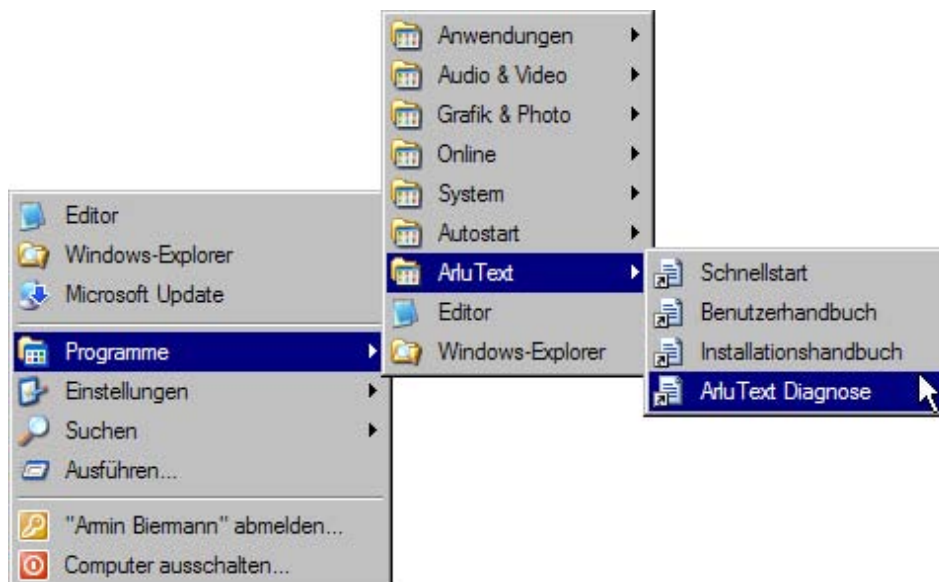 Editor
Windows-Explorer
Microsoft Update
Programme
Einstellungen
Suchen
Ausführen...
"Armin Biermann" abmelden...
Computer ausschalten...
Anwendungen
Audio & Video
Grafik & Photo
Online
System
Autostart
ArluText
Editor
Windows-Explorer
Schnellstart
Benutzerhandbuch
Installationshandbuch
ArluText Diagnose